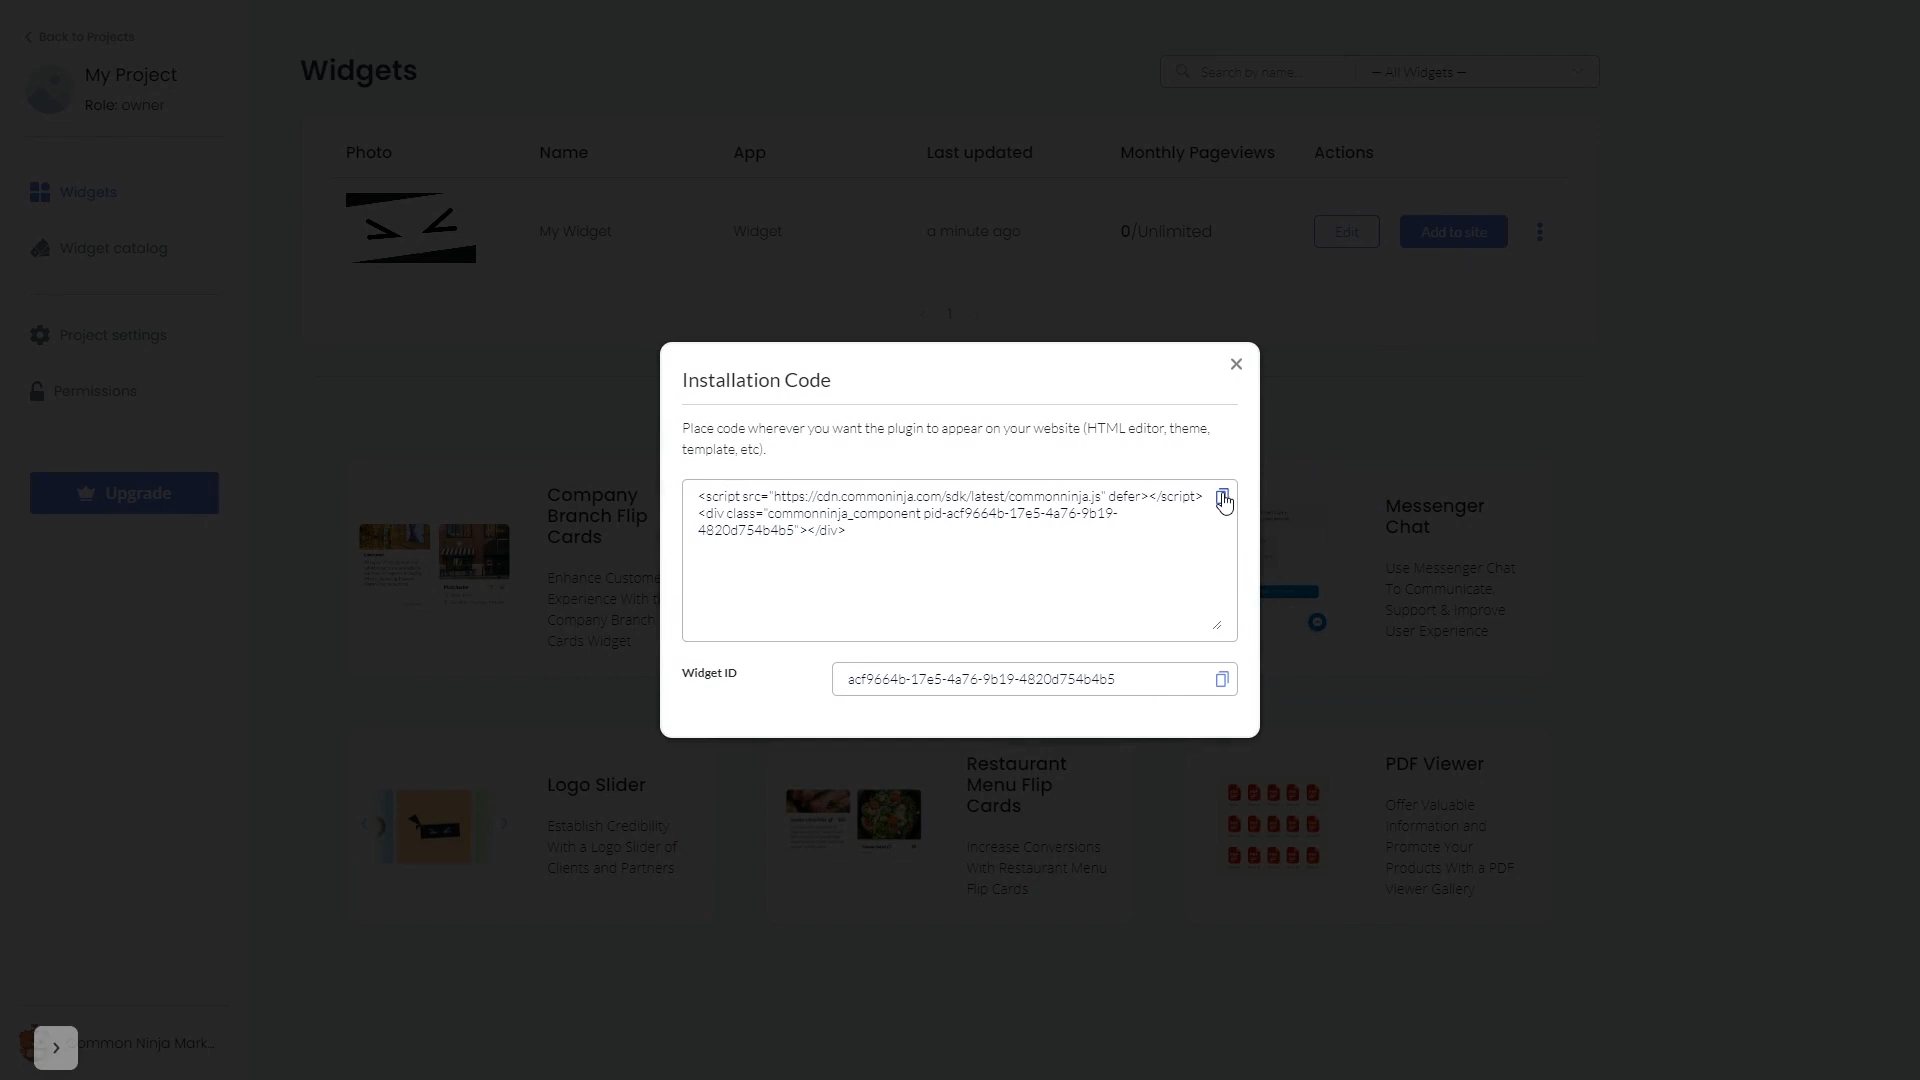 Back to Projects
My Project
Role: owner
Widgets
Widget catalog
Project settings
Permissions
Upgrade
Common Ninja Mark...
Widgets
Search by name...
— All Widgets —
Photo
Name
App
Last updated
Monthly Pageviews
Actions
My Widget
Widget
a minute ago
0/Unlimited
Edit
Add to site
1
Installation Code
Place code wherever you want the plugin to appear on your website (HTML editor, theme,
template, etc).
<script src="https://cdn.commoninja.com/sdk/latest/commonninja.js" defer></script>
<div class="commonninja_component pid-acf9664b-17e5-4a76-9b19-
4820d754b4b5"></div>
Widget ID
acf9664b-17e5-4a76-9b19-4820d754b4b5
Company
Branch Flip
Cards
Enhance Custome
Experience With t
Company Branch
Cards Widget
Messenger
Chat
Use Messenger Chat
To Communicate,
Support & Improve
User Experience
Logo Slider
Establish Credibility
With a Logo Slider of
Clients and Partners
Restaurant
Menu Flip
Cards
Increase Conversions
With Restaurant Menu
Flip Cards
PDF Viewer
Offer Valuable
Information and
Promote Your
Products With a PDF
Viewer Gallery